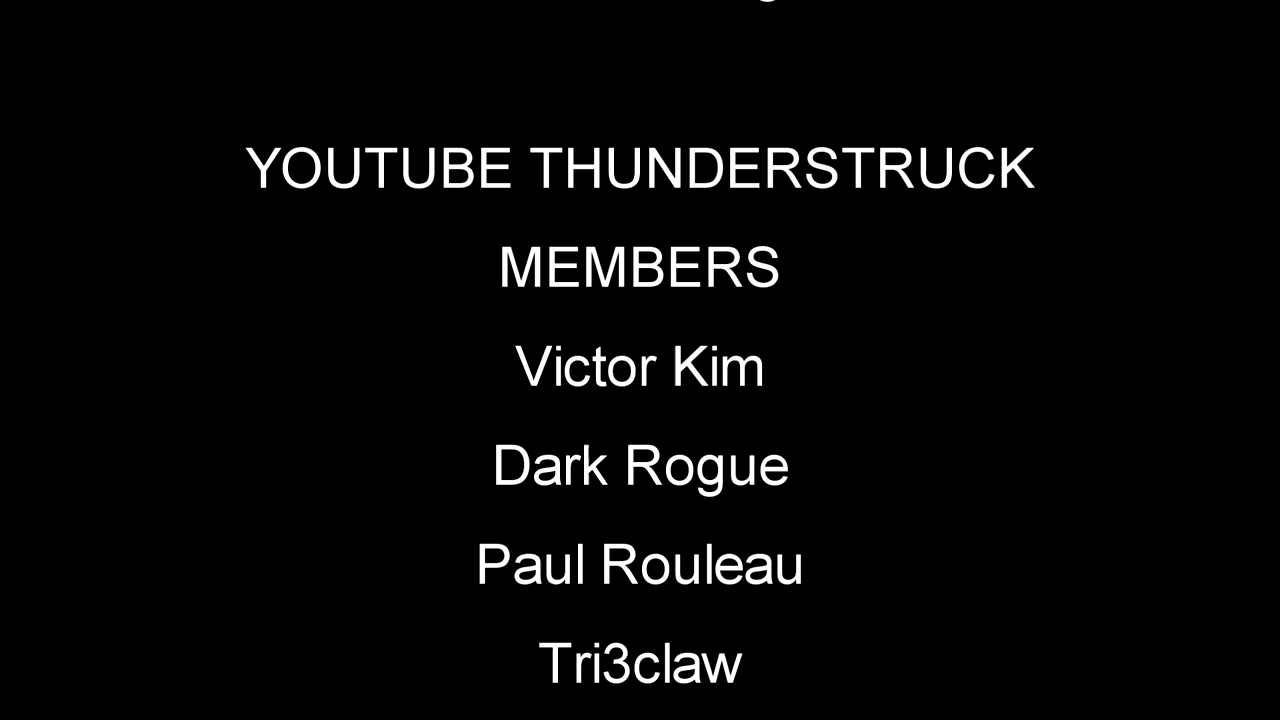 YOUTUBE THUNDERSTRUCK
MEMBERS
Victor Kim
Dark Rogue
Paul Rouleau
Tri3claw